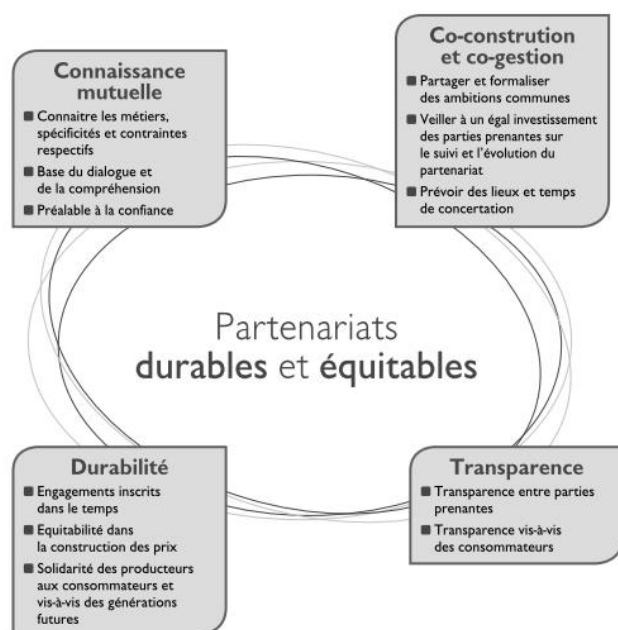 Connaissance
mutuelle
■ Connaitre les métiers,
spécificités et contraintes
respectifs
■ Base du dialogue et
de la compréhension
■ Préalable à la confiance
Co-constrution
et co-gestion
■ Partager et formaliser
des ambitions communes
■ Veiller à un égal investissement
des parties prenantes sur
le suivi et l'évolution du
partenariat
■ Prévoir des lieux et temps
de concertation
Partenariats
durables et équitables
Durabilité
■ Engagements inscrits
dans le temps
■ Equitabilité dans
la construction des prix
■ Solidarité des producteurs
aux consommateurs et
vis-à-vis des générations
futures
Transparence
■ Transparence entre parties
prenantes
■ Transparence vis-à-vis
des consommateurs